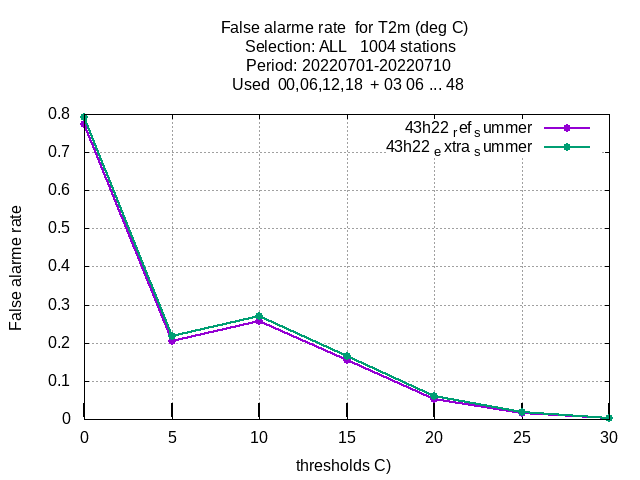 False alarme rate  for T2m (deg C)
Selection: ALL   1004 stations
Period: 20220701-20220710
Used  00,06,12,18  + 03 06 ... 48
43h22 ref summer
43h22 extra summer
False alarme rate
0.8
0.7
0.6
0.5
0.4
0.3
0.2
0.1
0
0 5 10 15 20 25 30
thresholds C)